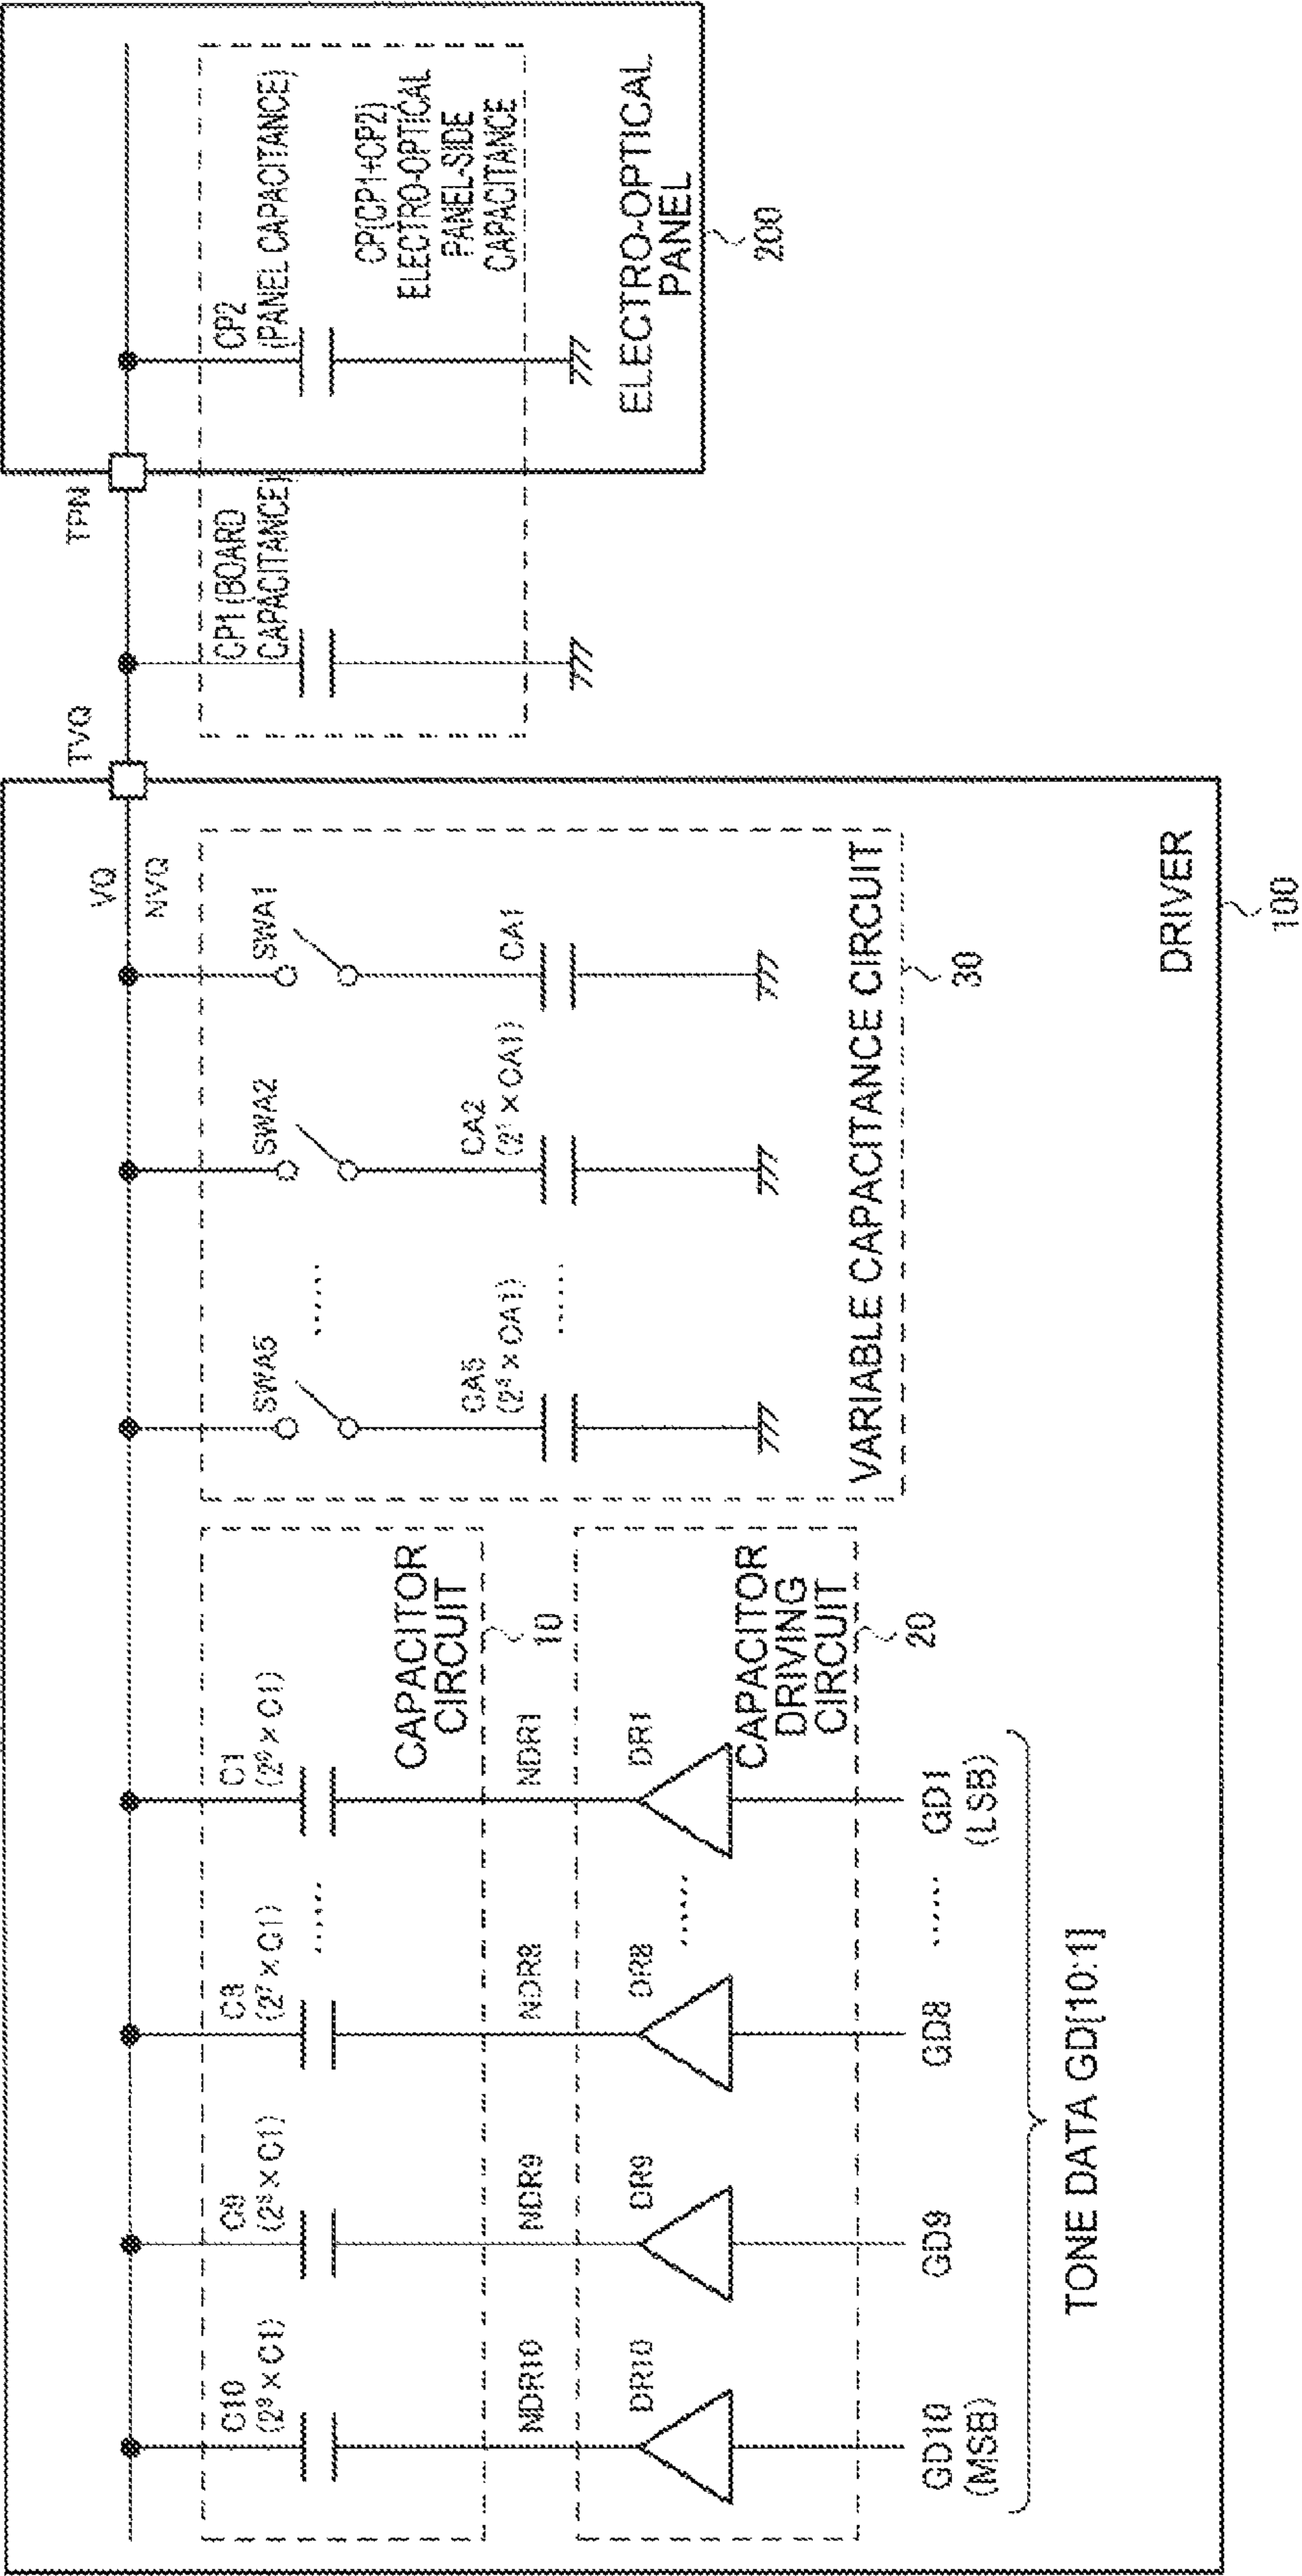 VQ
NVQ
TVQ
TPN
C10
(2⁹ × C1)
C9
(2⁸ × C1)
C8
(2⁷ × C1)
.....
C1
(2⁰ × C1)
CAPACITOR
CIRCUIT
10
NDR10
NDR9
NDR8
NDR1
DR10
DR9
DR8
.....
DR1
CAPACITOR
DRIVING
CIRCUIT
20
GD10
(MSB)
GD9
GD8
.....
GD1
(LSB)
TONE DATA GD[10:1]
SWA5
.....
SWA2
SWA1
CA5
(2⁴ × CA1)
.....
CA2
(2¹ × CA1)
CA1
VARIABLE CAPACITANCE CIRCUIT
30
DRIVER
100
CP1 (BOARD
CAPACITANCE)
CP2
(PANEL CAPACITANCE)
CP(CP1+CP2)
ELECTRO-OPTICAL
PANEL-SIDE
CAPACITANCE
ELECTRO-OPTICAL
PANEL
200